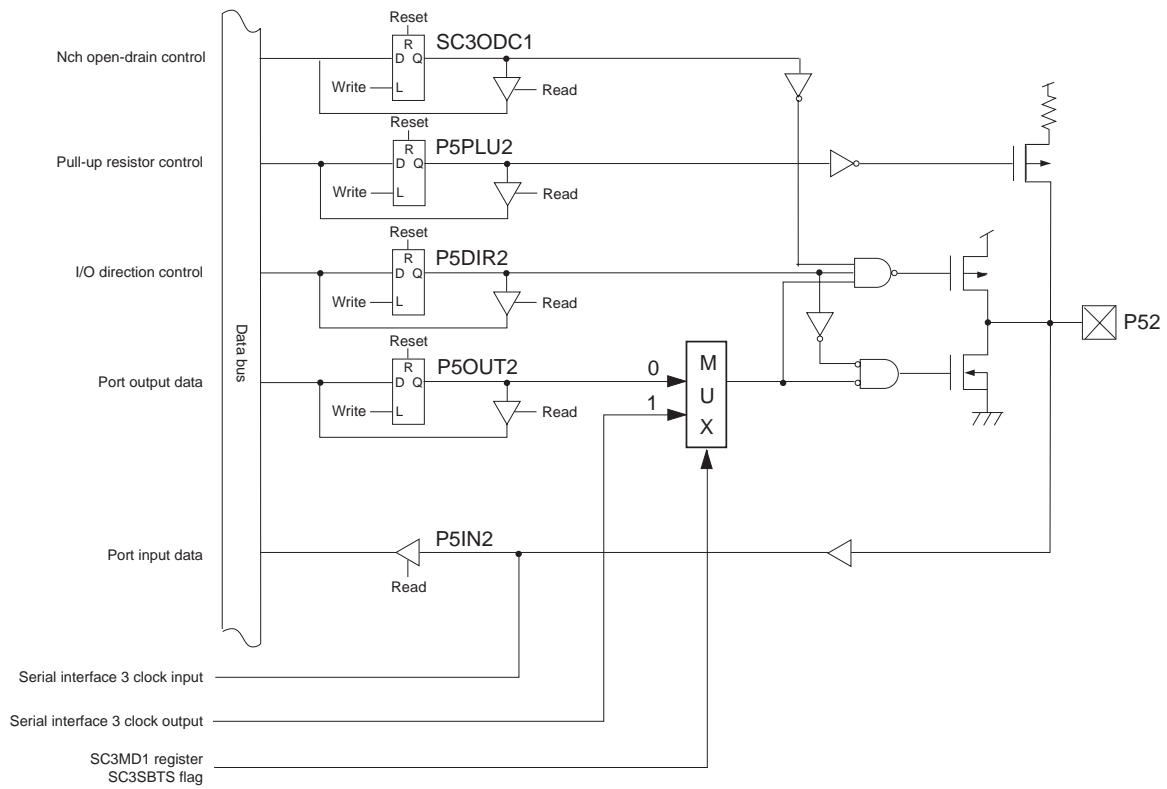 Reset
Nch open-drain control
R
D Q
SC3ODC1
Write
L
Read
Reset
Pull-up resistor control
R
D Q
P5PLU2
Write
L
Read
Reset
I/O direction control
R
D Q
P5DIR2
Write
L
Read
Data bus
P52
Reset
Port output data
R
D Q
P5OUT2
Write
L
Read
0
1
M
U
X
Port input data
P5IN2
Read
Serial interface 3 clock input
Serial interface 3 clock output
SC3MD1 register
SC3SBTS flag